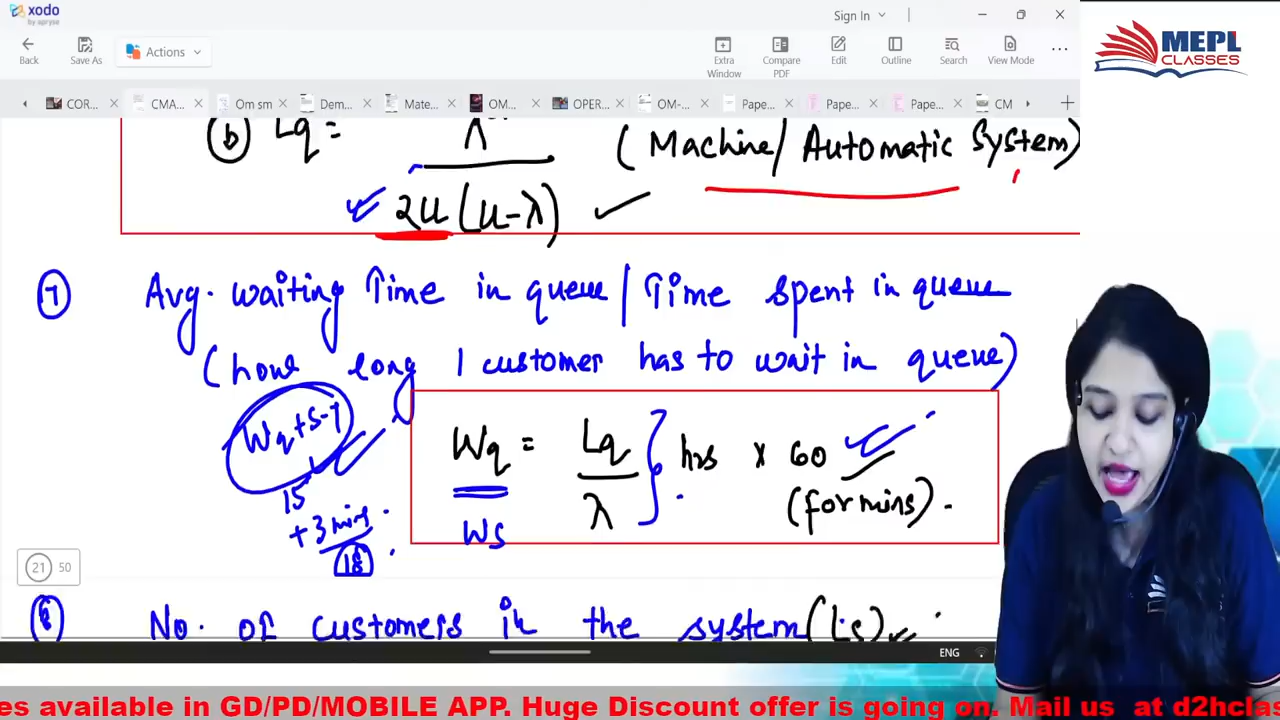 xodo
by apryse
Sign In
Back
Save As
Actions
Extra Window
Compare PDF
Edit
Outline
Search
View Mode
MEPL
CLASSES
COR...
CMA...
Om sm
Dem...
Mate...
OM...
OPER...
OM-...
Pape...
Pape...
Pape...
CM
(b) Lq =
(Machine/ Automatic System)
2u (u-λ)
(7) Avg. waiting Time in queue / Time spent in queue
(how long 1 customer has to wait in queue)
Wq+S-T
15
+3 mins
18
Wq = Lq / λ } hrs x 60
(for mins).
Ws
21 50
(8) No. of customers in the system (Ls)
ENG
es available in GD/PD/MOBILE APP. Huge Discount offer is going on. Mail us at d2hclas